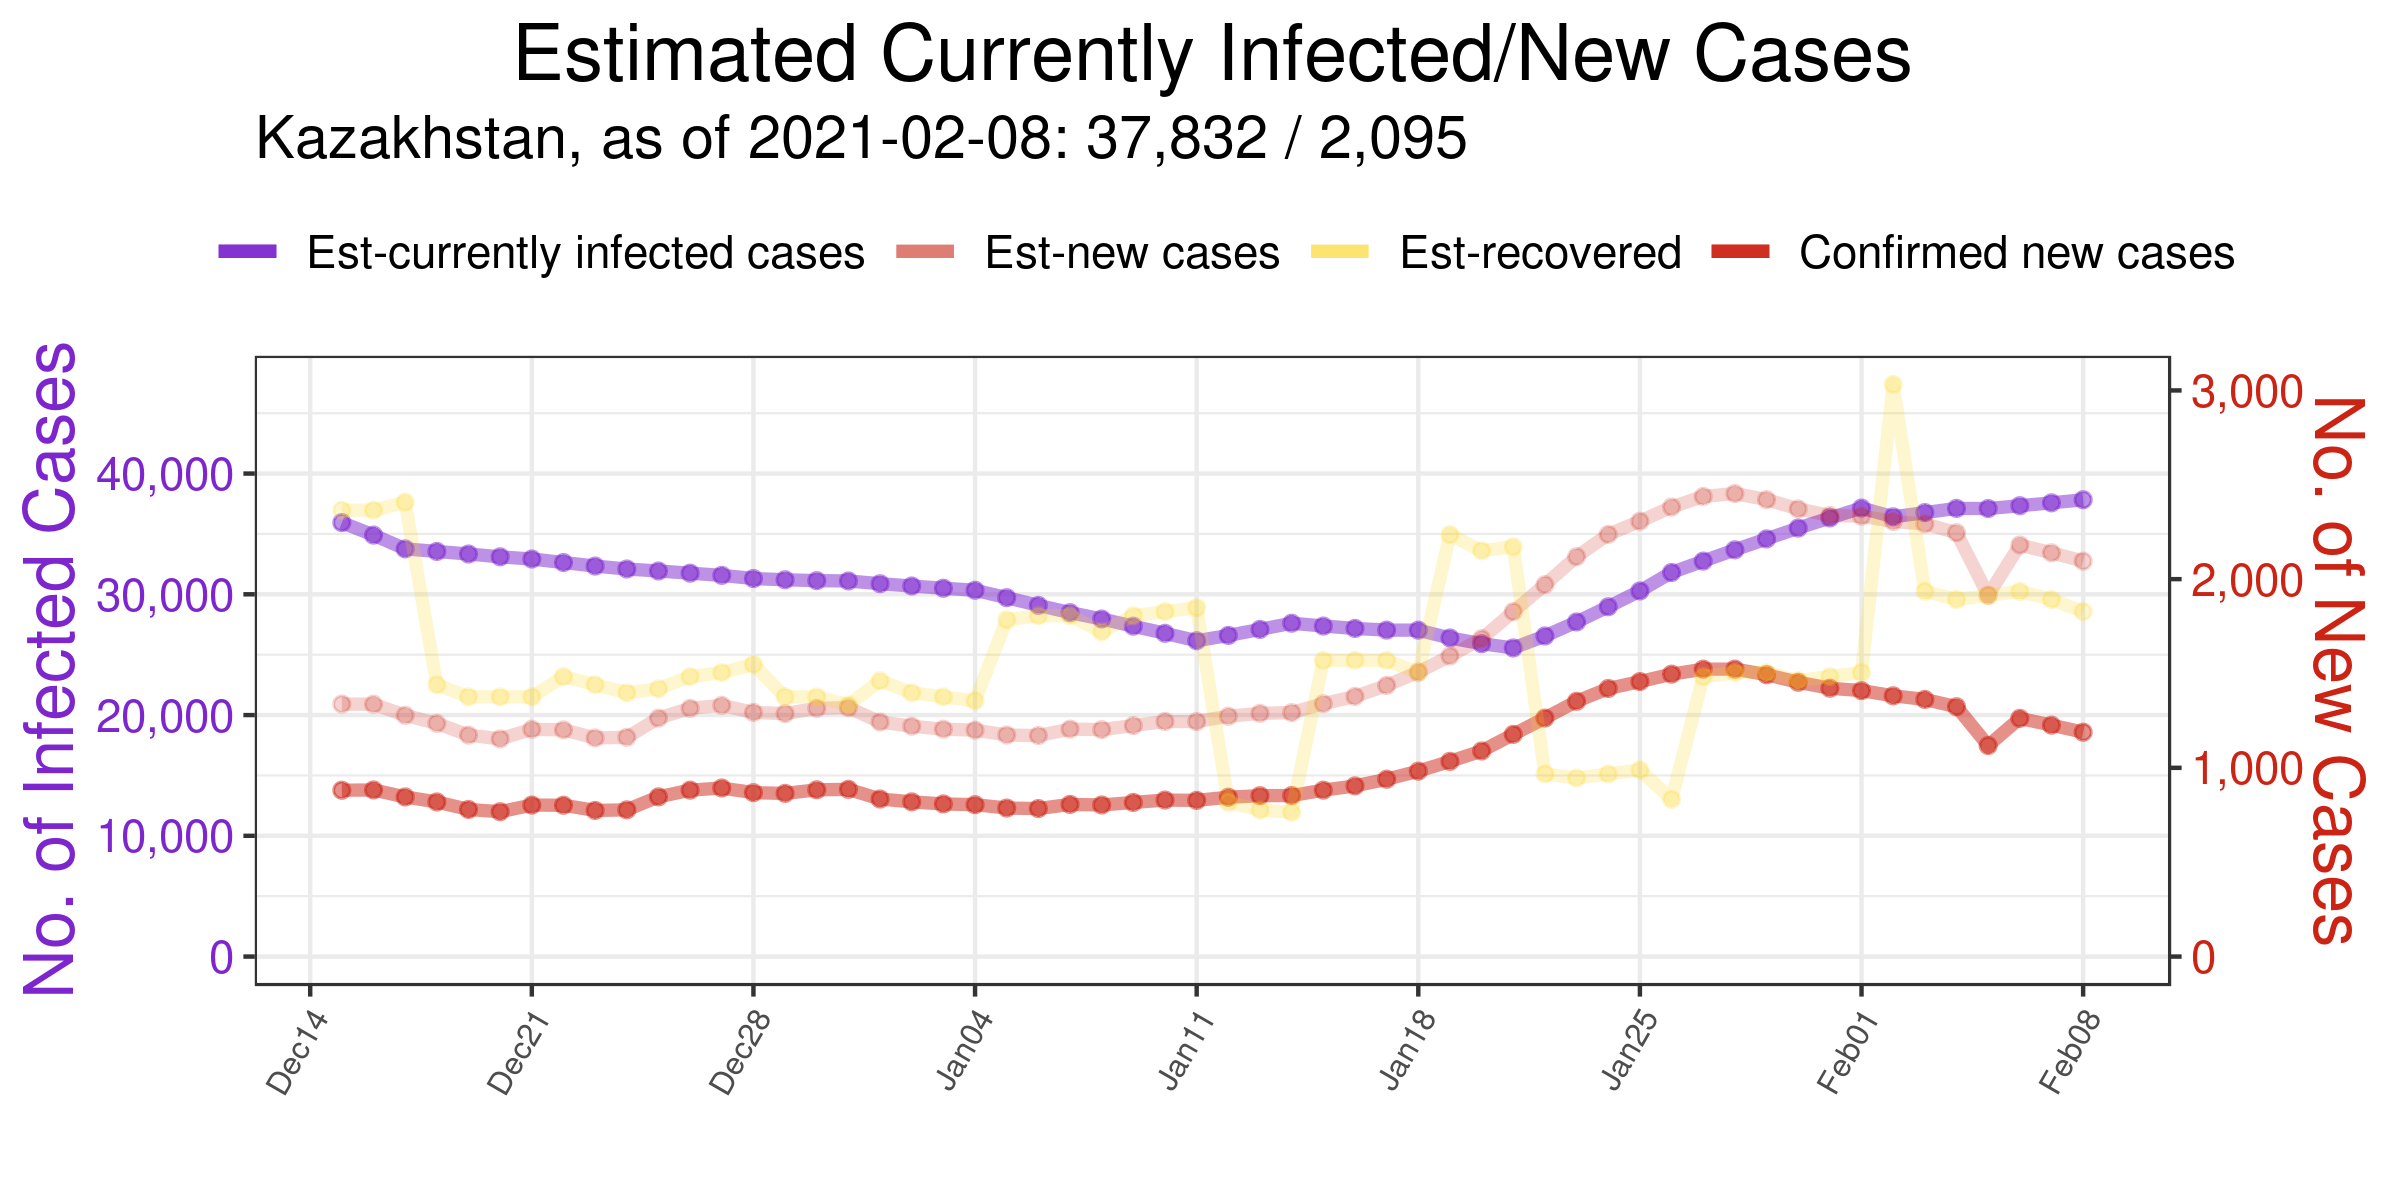 Estimated Currently Infected/New Cases
Kazakhstan, as of 2021-02-08: 37,832 / 2,095
Est-currently infected cases Est-new cases Est-recovered Confirmed new cases
No. of Infected Cases
40,000
30,000
20,000
10,000
0
3,000
2,000
1,000
0
No. of New Cases
Dec14 Dec21 Dec28 Jan04 Jan11 Jan18 Jan25 Feb01 Feb08